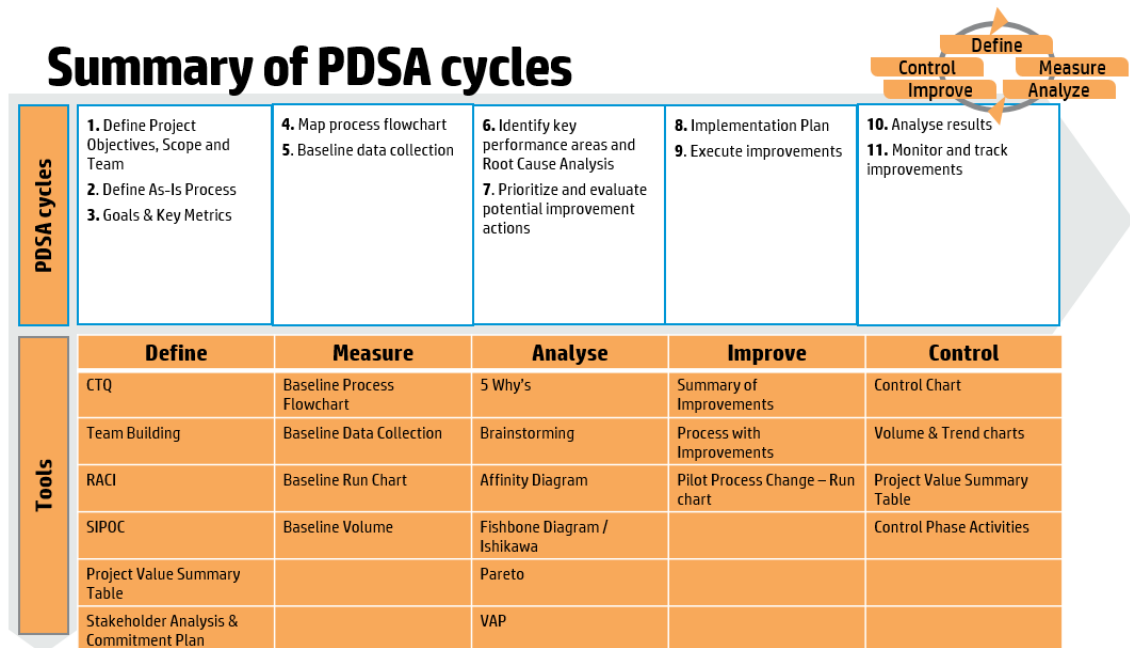 Summary of PDSA cycles
Define
Control
Measure
Improve
Analyze
PDSA cycles
1. Define Project
Objectives, Scope and
Team
2. Define As-Is Process
3. Goals & Key Metrics
4. Map process flowchart
5. Baseline data collection
6. Identify key
performance areas and
Root Cause Analysis
7. Prioritize and evaluate
potential improvement
actions
8. Implementation Plan
9. Execute improvements
10. Analyse results
11. Monitor and track
improvements
Tools
Define
Measure
Analyse
Improve
Control
CTQ
Baseline Process
Flowchart
5 Why's
Summary of
Improvements
Control Chart
Team Building
Baseline Data Collection
Brainstorming
Process with
Improvements
Volume & Trend charts
RACI
Baseline Run Chart
Affinity Diagram
Pilot Process Change – Run
chart
Project Value Summary
Table
SIPOC
Baseline Volume
Fishbone Diagram /
Ishikawa
Control Phase Activities
Project Value Summary
Table
Pareto
Stakeholder Analysis &
Commitment Plan
VAP